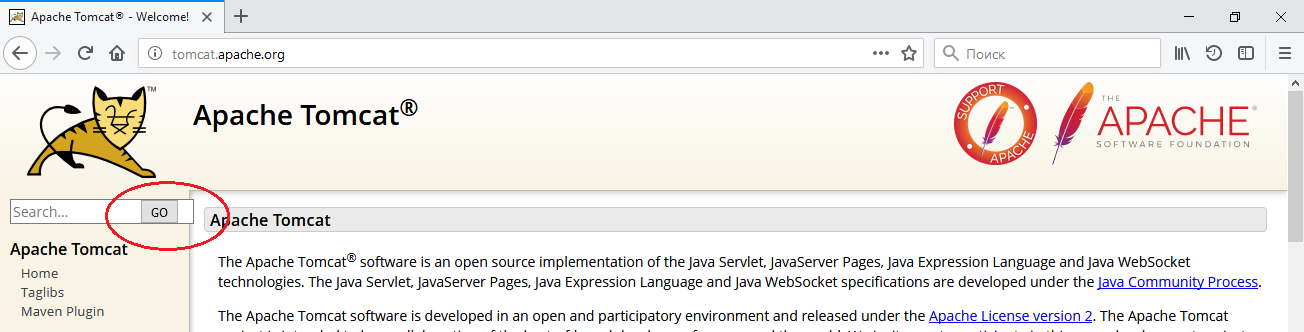 Apache Tomcat® - Welcome!
tomcat.apache.org
Поиск
TM
Apache Tomcat®
SUPPORT APACHE
THE
APACHE®
SOFTWARE FOUNDATION
Search...
GO
Apache Tomcat
Home
Taglibs
Maven Plugin
Apache Tomcat
The Apache Tomcat® software is an open source implementation of the Java Servlet, JavaServer Pages, Java Expression Language and Java WebSocket
technologies. The Java Servlet, JavaServer Pages, Java Expression Language and Java WebSocket specifications are developed under the Java Community Process.
The Apache Tomcat software is developed in an open and participatory environment and released under the Apache License version 2. The Apache Tomcat